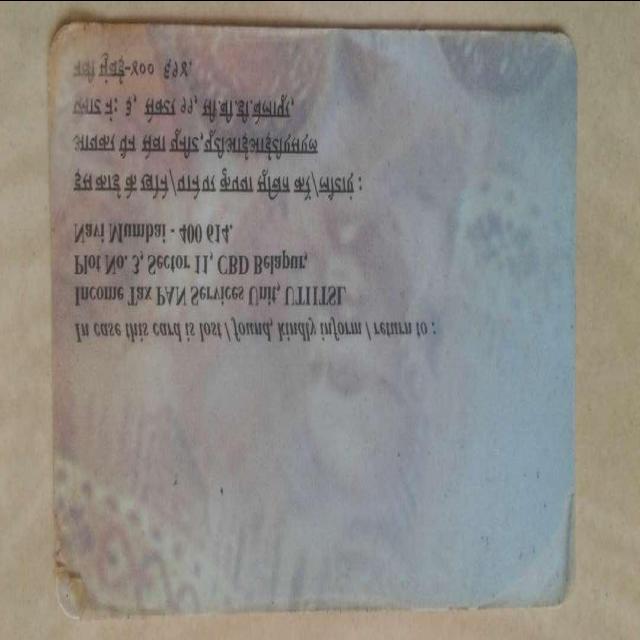 In case this card is lost / found, kindly inform / return to :
Income Tax PAN Services Unit, UTIITSL
Plot No. 3, Sector 11, CBD Belapur,
Navi Mumbai - 400 614.
इस कार्ड के खोने/पाने पर कृपया सूचित करें/लौटाएं :
आयकर पैन सेवा यूनीट, यूटीआईआईटीएसएल
प्लाट नं: ३, सेक्टर ११, सी.बी.डी.बेलापूर,
नवी मुंबई-४०० ६१४.